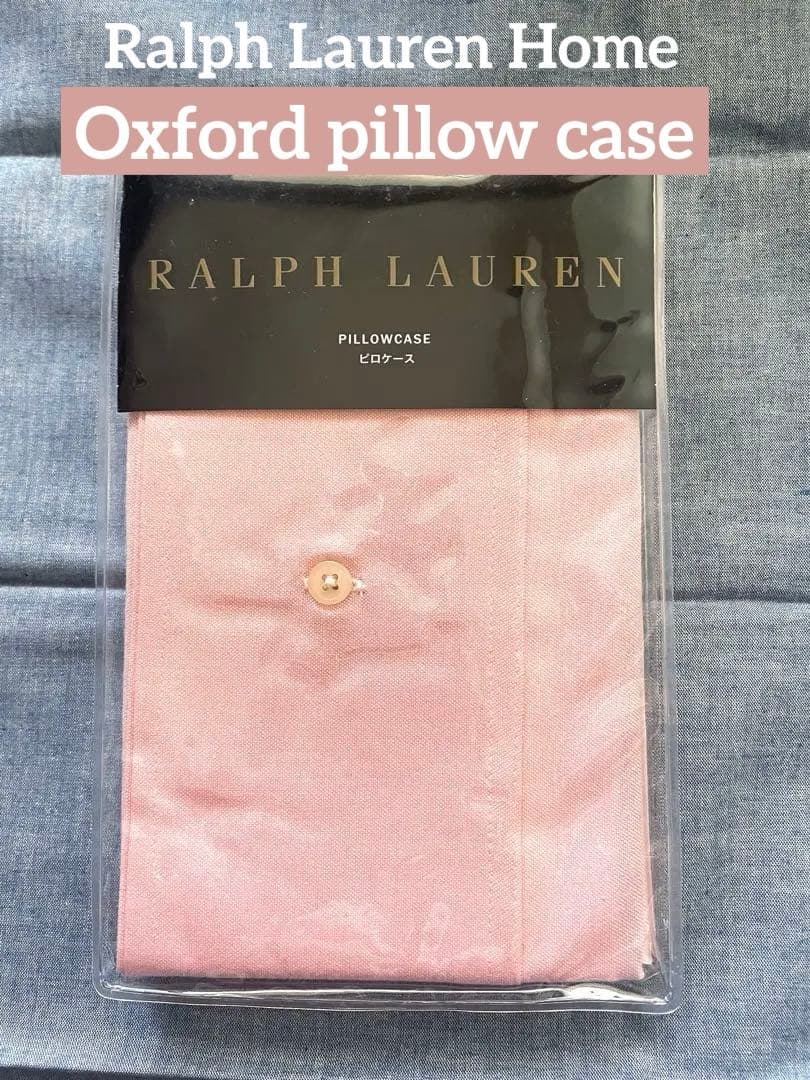 Ralph Lauren Home
Oxford pillow case
RALPH LAUREN
PILLOWCASE
ピロケース